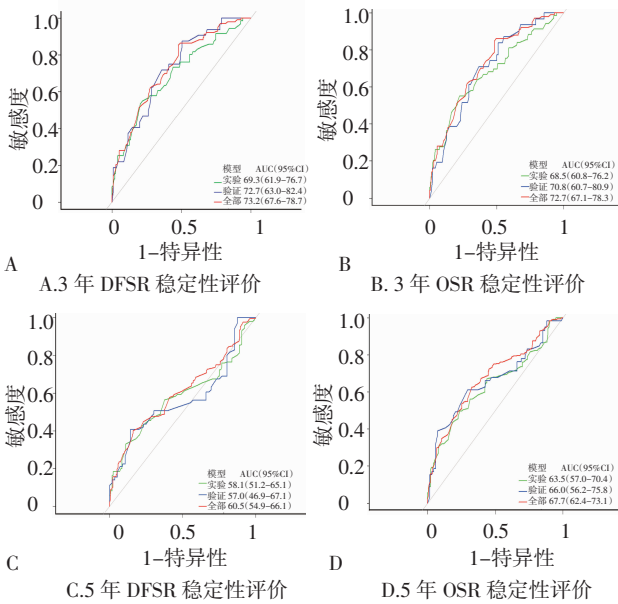 1.0
0.8
0.6
0.4
0.2
0
敏感度
模型 AUC(95%CI)
实验 69.3(61.9-76.7)
验证 72.7(63.0-82.4)
全部 73.2(67.6-78.7)
0 0.5 1
1-特异性
A
A.3 年 DFSR 稳定性评价
1.0
0.8
0.6
0.4
0.2
0
敏感度
模型 AUC(95%CI)
实验 68.5(60.8-76.2)
验证 70.8(60.7-80.9)
全部 72.7(67.1-78.3)
0 0.5 1
1-特异性
B
B. 3 年 OSR 稳定性评价
1.0
0.8
0.6
0.4
0.2
0
敏感度
模型 AUC(95%CI)
实验 58.1(51.2-65.1)
验证 57.0(46.9-67.1)
全部 60.5(54.9-66.1)
0 0.5 1
1-特异性
C
C.5 年 DFSR 稳定性评价
1.0
0.8
0.6
0.4
0.2
0
敏感度
模型 AUC(95%CI)
实验 63.5(57.0-70.4)
验证 66.0(56.2-75.8)
全部 67.7(62.4-73.1)
0 0.5 1
1-特异性
D
D.5 年 OSR 稳定性评价